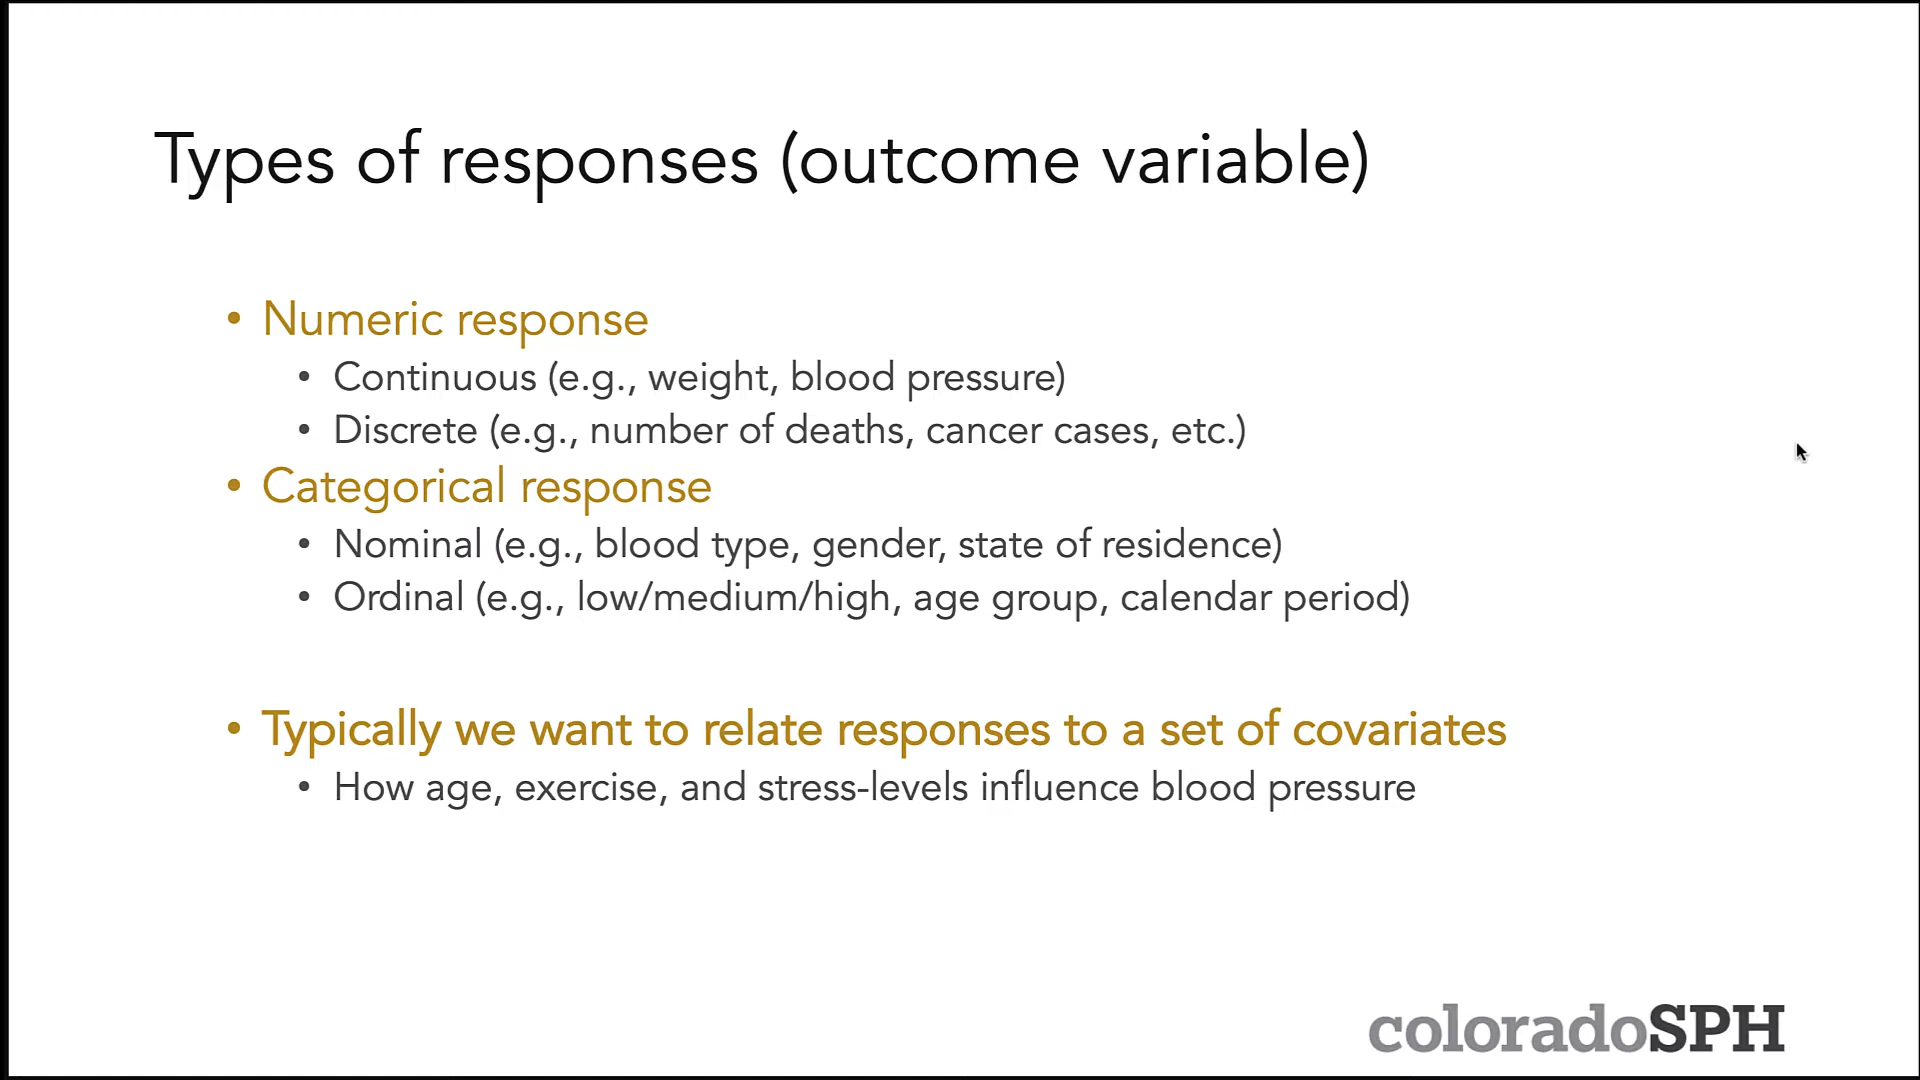 Types of responses (outcome variable)
• Numeric response
• Continuous (e.g., weight, blood pressure)
• Discrete (e.g., number of deaths, cancer cases, etc.)
• Categorical response
• Nominal (e.g., blood type, gender, state of residence)
• Ordinal (e.g., low/medium/high, age group, calendar period)
• Typically we want to relate responses to a set of covariates
• How age, exercise, and stress-levels influence blood pressure
coloradoSPH